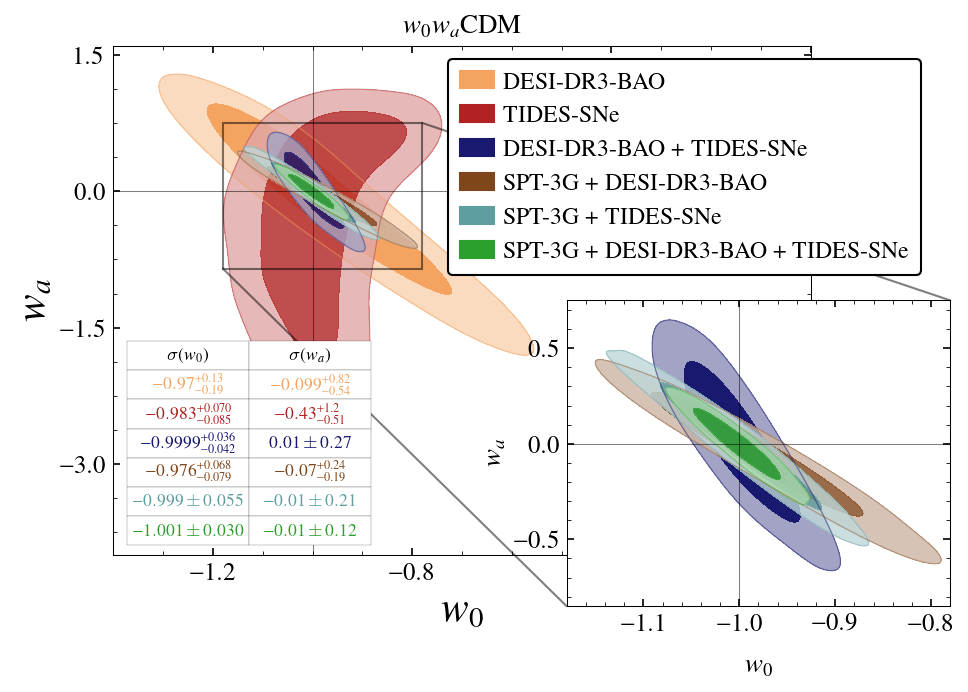 w₀wₐCDM
1.5
0.0
−1.5
−3.0
wₐ
DESI-DR3-BAO
TIDES-SNe
DESI-DR3-BAO + TIDES-SNe
SPT-3G + DESI-DR3-BAO
SPT-3G + TIDES-SNe
SPT-3G + DESI-DR3-BAO + TIDES-SNe
σ(w₀) σ(wₐ)
−0.97+0.13−0.19 −0.099+0.82−0.54
−0.983+0.070−0.085 −0.43+1.2−0.51
−0.9999+0.036−0.042 0.01 ± 0.27
−0.976+0.068−0.079 −0.07+0.24−0.19
−0.999 ± 0.055 −0.01 ± 0.21
-1.001 ± 0.030 −0.01 ± 0.12
−1.2 −0.8
w₀
0.5
0.0
−0.5
wₐ
−1.1 −1.0 −0.9 −0.8
w₀